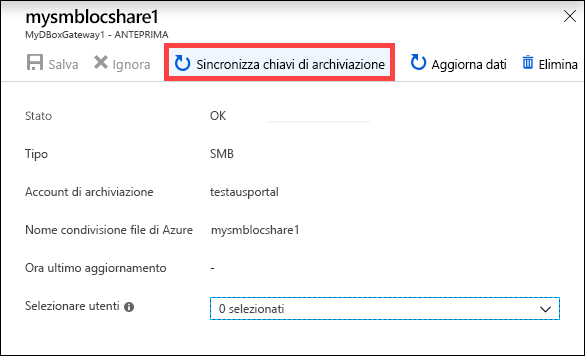 mysmblocshare1
MyDBoxGateway1 - ANTEPRIMA
Salva Ignora Sincronizza chiavi di archiviazione Aggiorna dati Elimina
Stato OK
Tipo SMB
Account di archiviazione testausportal
Nome condivisione file di Azure mysmblocshare1
Ora ultimo aggiornamento -
Selezionare utenti 0 selezionati